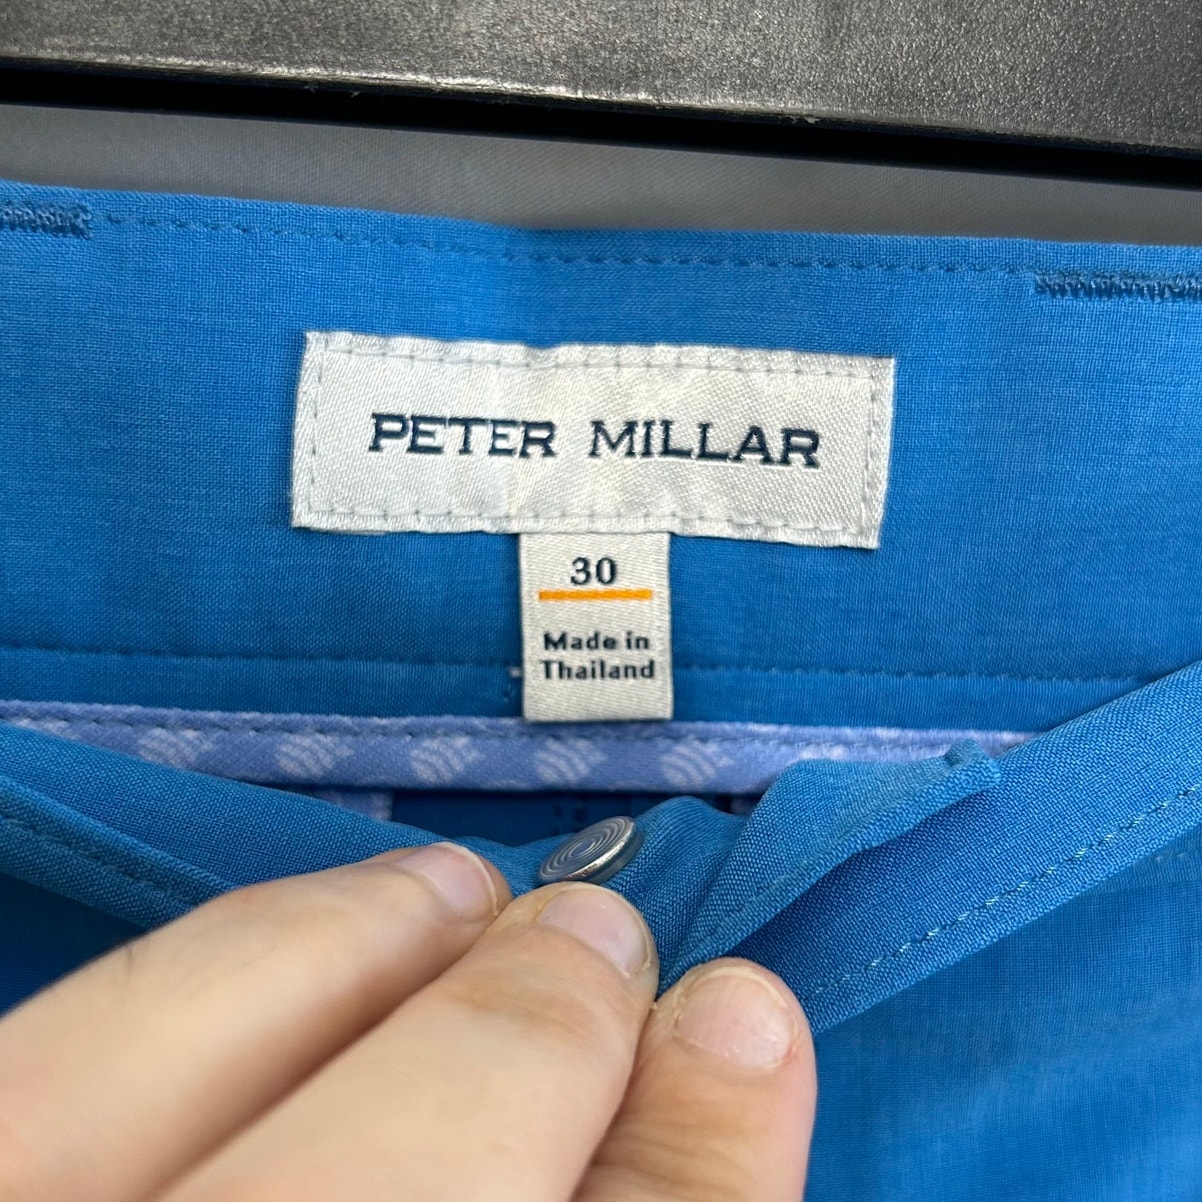 PETER MILLAR
30
Made in
Thailand